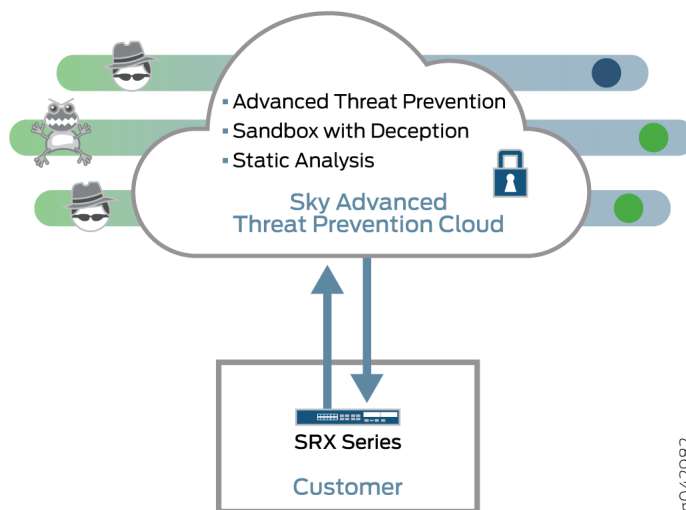 ▪ Advanced Threat Prevention
▪ Sandbox with Deception
▪ Static Analysis
Sky Advanced
Threat Prevention Cloud
SRX Series
Customer